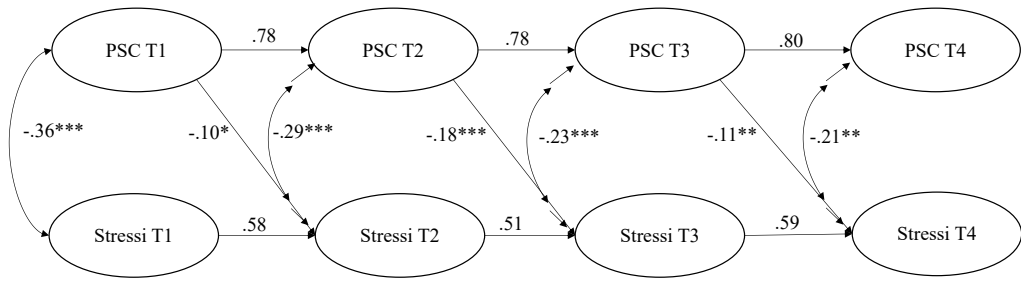 PSC T1 .78 PSC T2 .78 PSC T3 .80 PSC T4
-.36*** -.10* -.29*** -.18*** -.23*** -.11** -.21**
Stressi T1 .58 Stressi T2 .51 Stressi T3 .59 Stressi T4